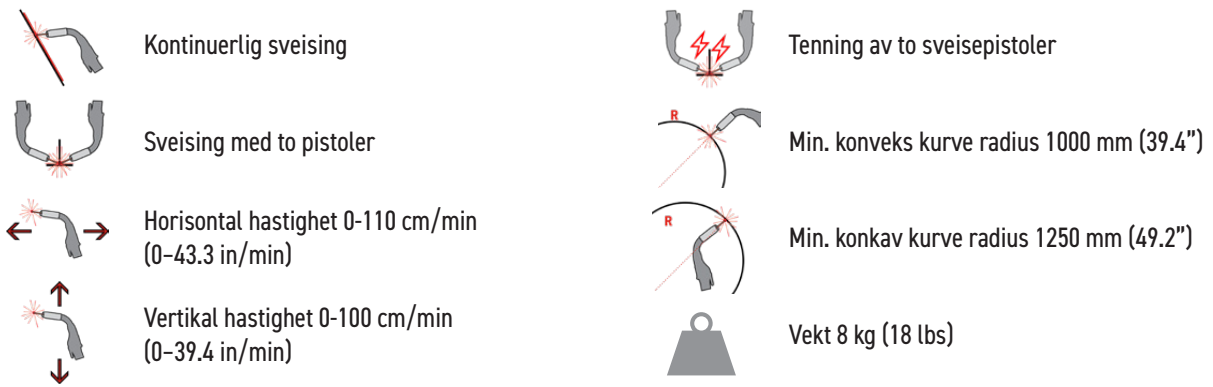 Kontinuerlig sveising
Sveising med to pistoler
Horisontal hastighet 0-110 cm/min
(0–43.3 in/min)
Vertikal hastighet 0-100 cm/min
(0–39.4 in/min)
Tenning av to sveisepistoler
R
Min. konveks kurve radius 1000 mm (39.4”)
R
Min. konkav kurve radius 1250 mm (49.2”)
Vekt 8 kg (18 lbs)